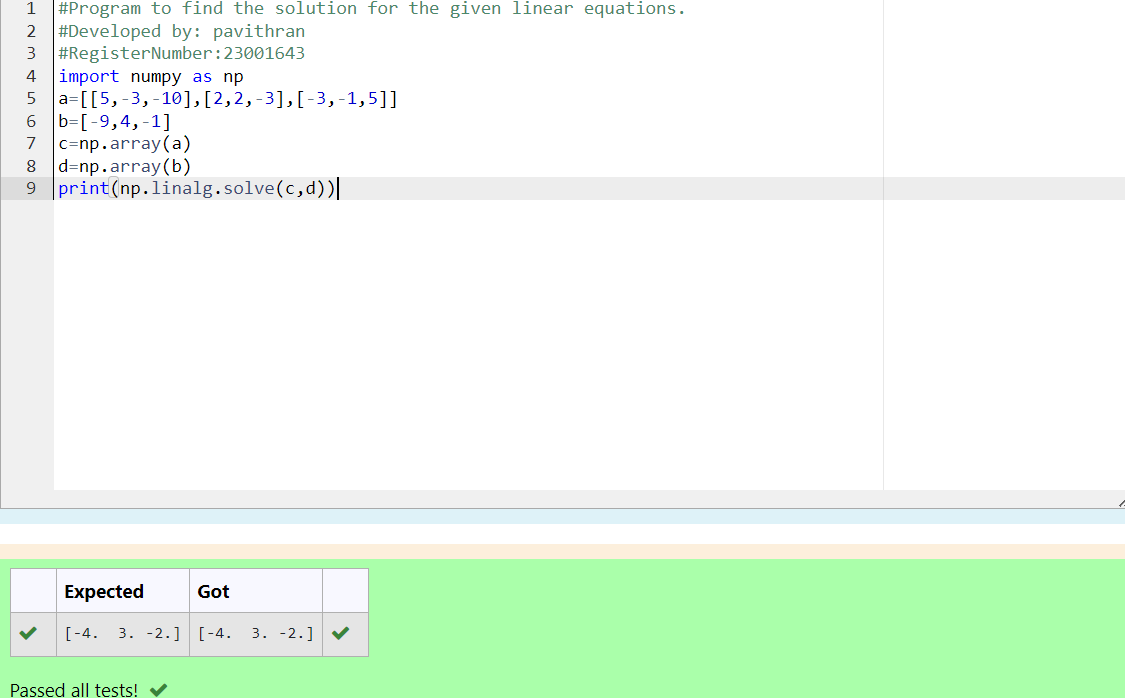 1 #Program to find the solution for the given linear equations.
2 #Developed by: pavithran
3 #RegisterNumber:23001643
4 import numpy as np
5 a=[[5,-3,-10],[2,2,-3],[-3,-1,5]]
6 b=[-9,4,-1]
7 c=np.array(a)
8 d=np.array(b)
9 print(np.linalg.solve(c,d))
Expected Got
[-4.  3. -2.] [-4.  3. -2.]
Passed all tests!